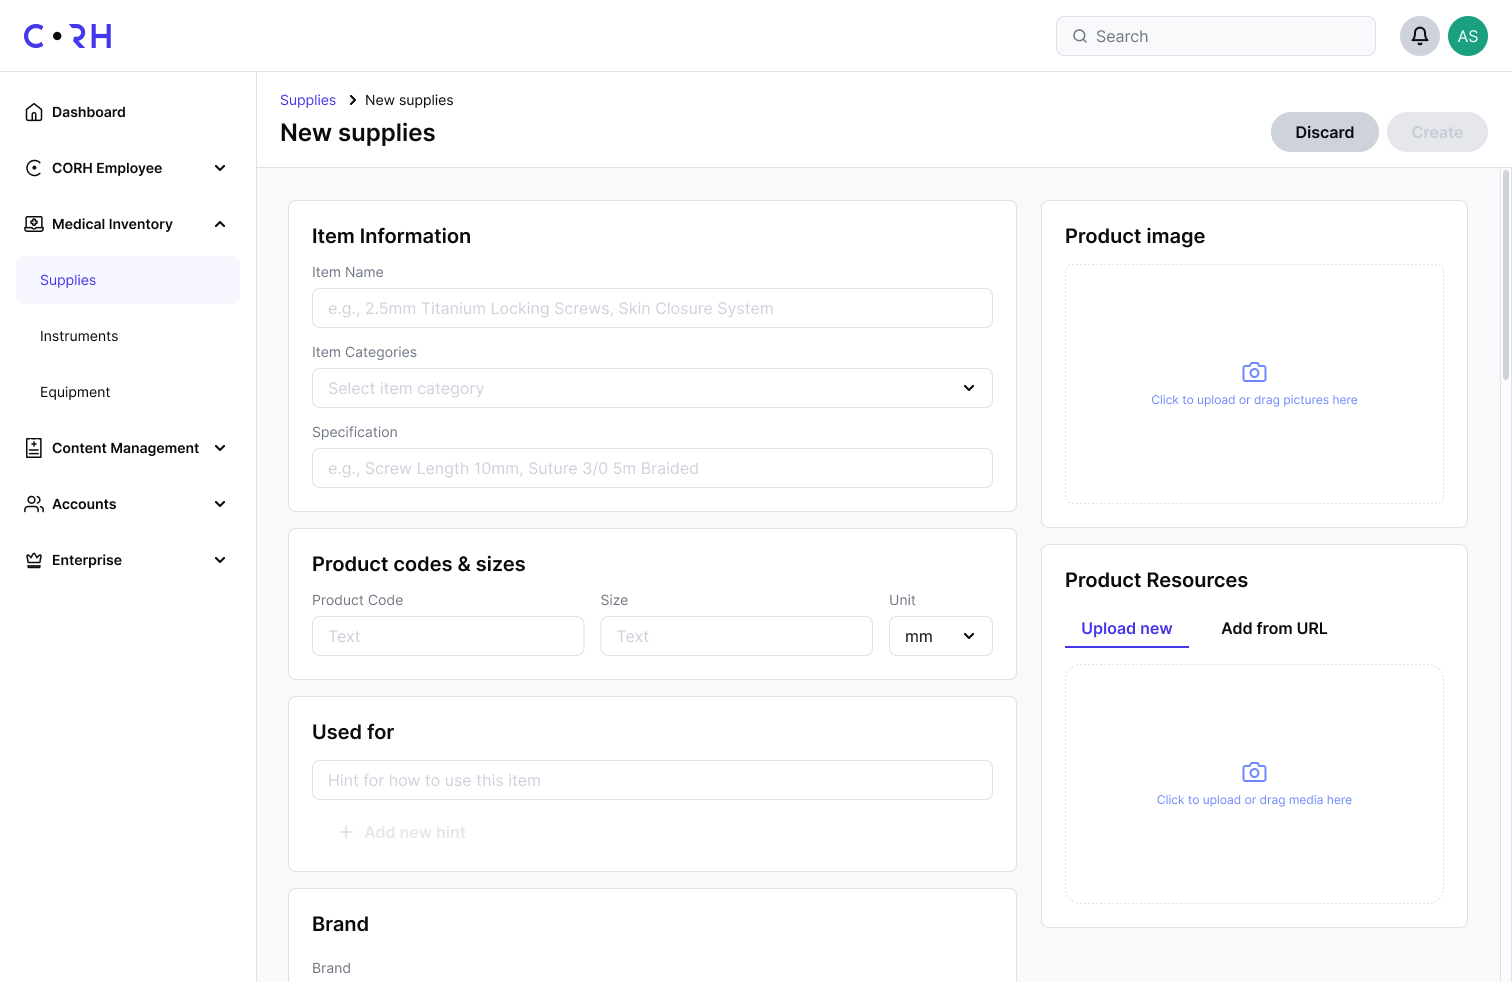 C•RH
Search
AS
Dashboard
CORH Employee
Medical Inventory
Supplies
Instruments
Equipment
Content Management
Accounts
Enterprise
Supplies > New supplies
New supplies
Discard
Create
Item Information
Item Name
e.g., 2.5mm Titanium Locking Screws, Skin Closure System
Item Categories
Select item category
Specification
e.g., Screw Length 10mm, Suture 3/0 5m Braided
Product codes & sizes
Product Code
Size
Unit
Text
Text
mm
Used for
Hint for how to use this item
+ Add new hint
Brand
Brand
Product image
Click to upload or drag pictures here
Product Resources
Upload new
Add from URL
Click to upload or drag media here